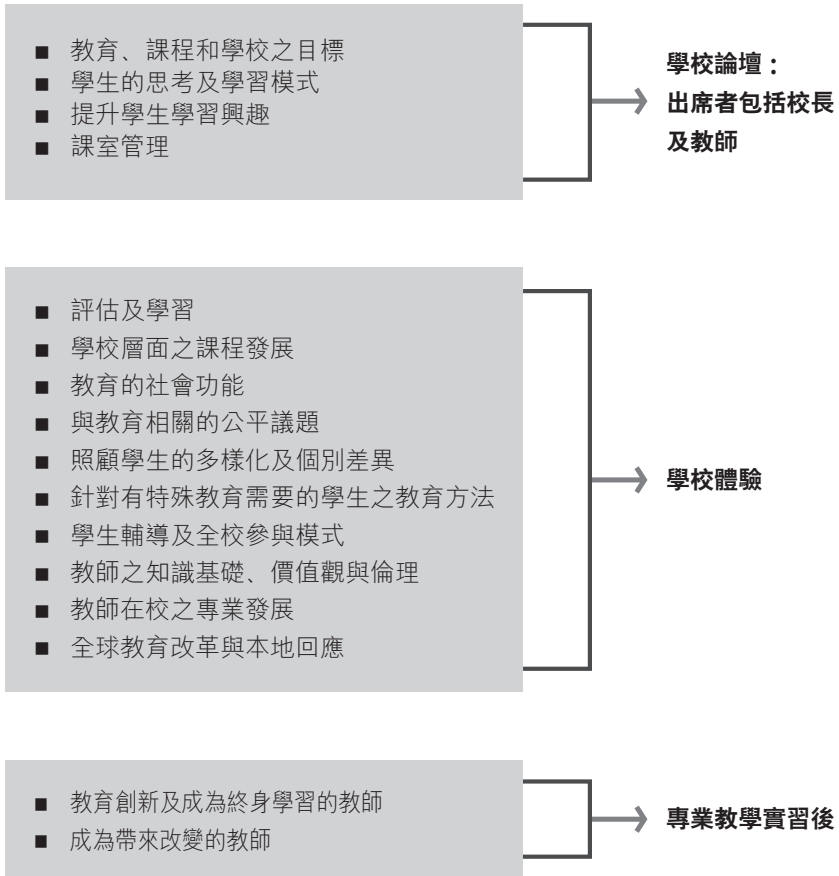 ■ 教育、課程和學校之目標
■ 學生的思考及學習模式
■ 提升學生學習興趣
■ 課室管理
學校論壇：
出席者包括校長
及教師
■ 評估及學習
■ 學校層面之課程發展
■ 教育的社會功能
■ 與教育相關的公平議題
■ 照顧學生的多樣化及個別差異
■ 針對有特殊教育需要的學生之教育方法
■ 學生輔導及全校參與模式
■ 教師之知識基礎、價值觀與倫理
■ 教師在校之專業發展
■ 全球教育改革與本地回應
學校體驗
■ 教育創新及成為終身學習的教師
■ 成為帶來改變的教師
專業教學實習後